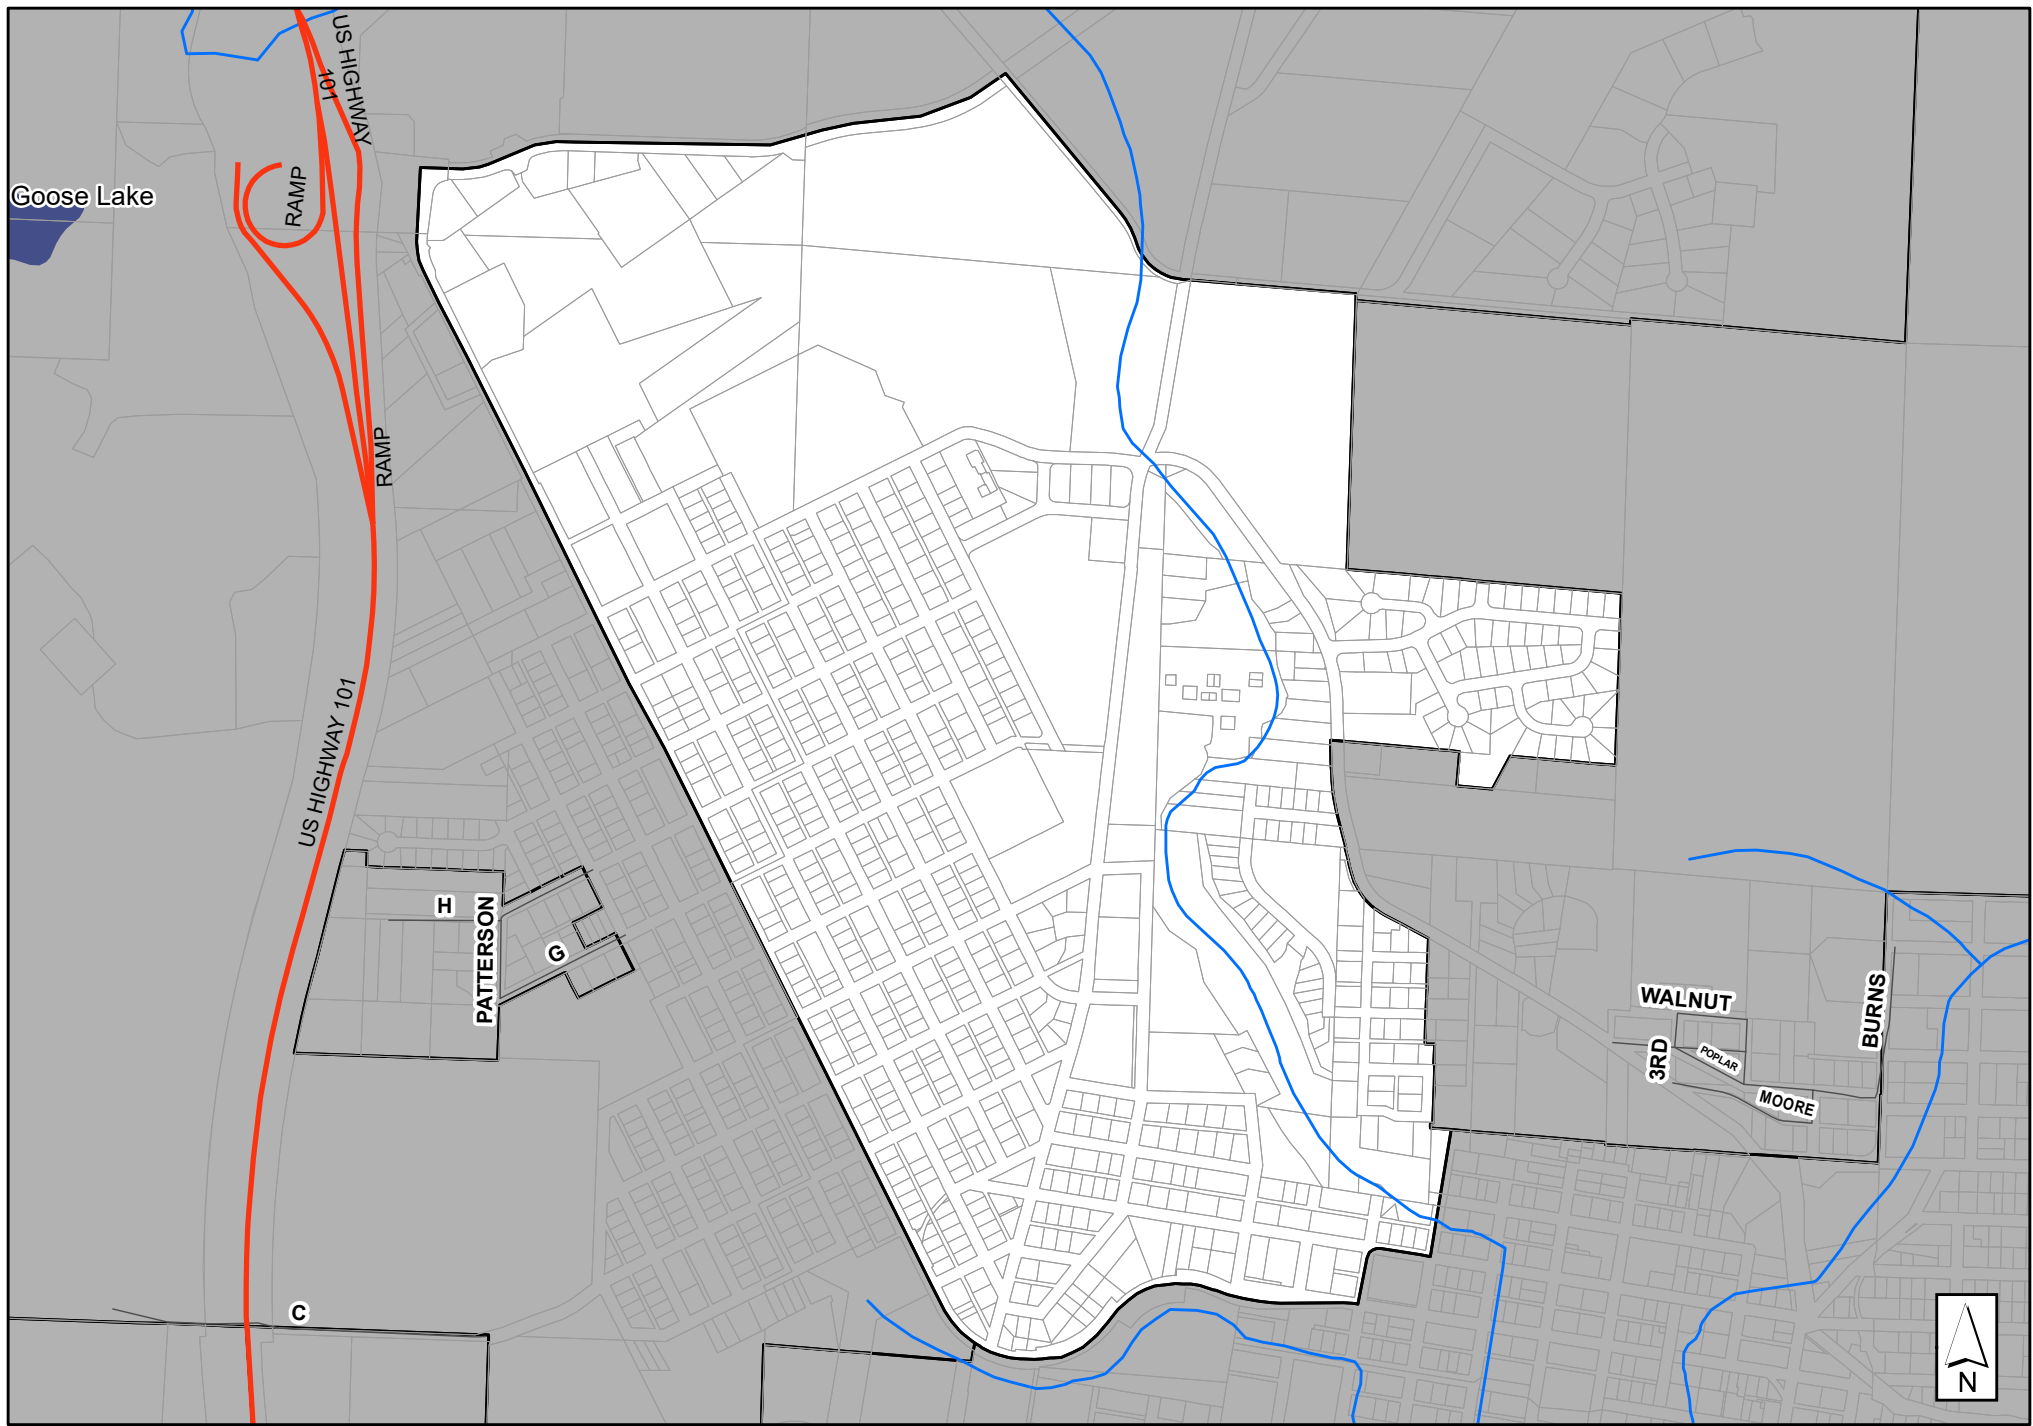 US HIGHWAY
101
RAMP
Goose Lake
RAMP
US HIGHWAY 101
H
PATTERSON
G
WALNUT
BURNS
3RD
POPLAR
MOORE
C
N